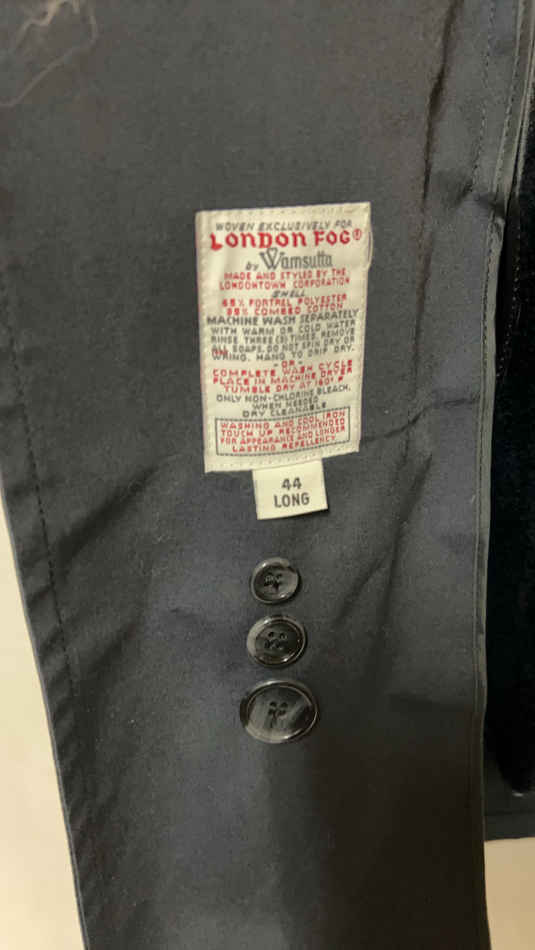 WOVEN EXCLUSIVELY FOR
LONDON FOG®
by Wamsutta
MADE AND STYLED BY THE
LONDONTOWN CORPORATION
SHELL
65% FORTREL POLYESTER
35% COMBED COTTON
MACHINE WASH SEPARATELY
WITH WARM OR COLD WATER
RINSE THREE (3) TIMES. REMOVE
ALL SOAPS. DO NOT SPIN DRY OR
WRING. HANG TO DRIP DRY.
-OR-
COMPLETE WASH CYCLE
PLACE IN MACHINE DRYER
TUMBLE DRY AT 160° F
ONLY NON-CHLORINE BLEACH,
WHEN NEEDED
DRY CLEANABLE
WASHING AND COOL IRON
TOUCH UP RECOMMENDED
FOR APPEARANCE AND LONGER
LASTING REPELLENCY.
44
LONG